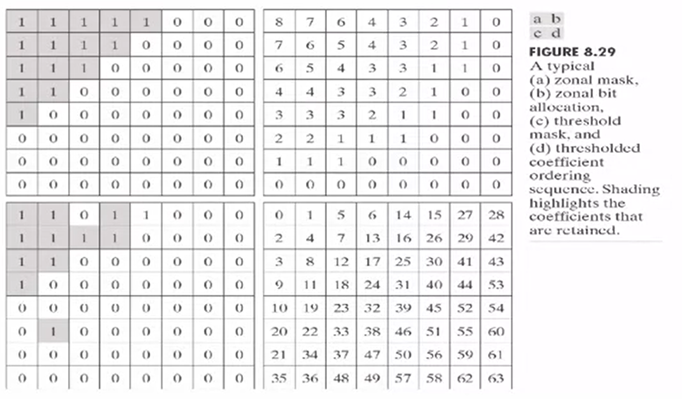 1 1 1 1 1 0 0 0
1 1 1 1 0 0 0 0
1 1 1 0 0 0 0 0
1 1 0 0 0 0 0 0
1 0 0 0 0 0 0 0
0 0 0 0 0 0 0 0
0 0 0 0 0 0 0 0
0 0 0 0 0 0 0 0
8 7 6 4 3 2 1 0
7 6 5 4 3 2 1 0
6 5 4 3 3 1 1 0
4 4 3 3 2 1 0 0
3 3 3 2 1 1 0 0
2 2 1 1 1 0 0 0
1 1 1 0 0 0 0 0
0 0 0 0 0 0 0 0
1 1 0 1 1 0 0 0
1 1 1 1 0 0 0 0
1 1 0 0 0 0 0 0
1 0 0 0 0 0 0 0
0 0 0 0 0 0 0 0
0 1 0 0 0 0 0 0
0 0 0 0 0 0 0 0
0 0 0 0 0 0 0 0
0 1 5 6 14 15 27 28
2 4 7 13 16 26 29 42
3 8 12 17 25 30 41 43
9 11 18 24 31 40 44 53
10 19 23 32 39 45 52 54
20 22 33 38 46 51 55 60
21 34 37 47 50 56 59 61
35 36 48 49 57 58 62 63
a b
c d
FIGURE 8.29
A typical
(a) zonal mask,
(b) zonal bit
allocation,
(c) threshold
mask, and
(d) thresholded
coefficient
ordering
sequence. Shading
highlights the
coefficients that
are retained.